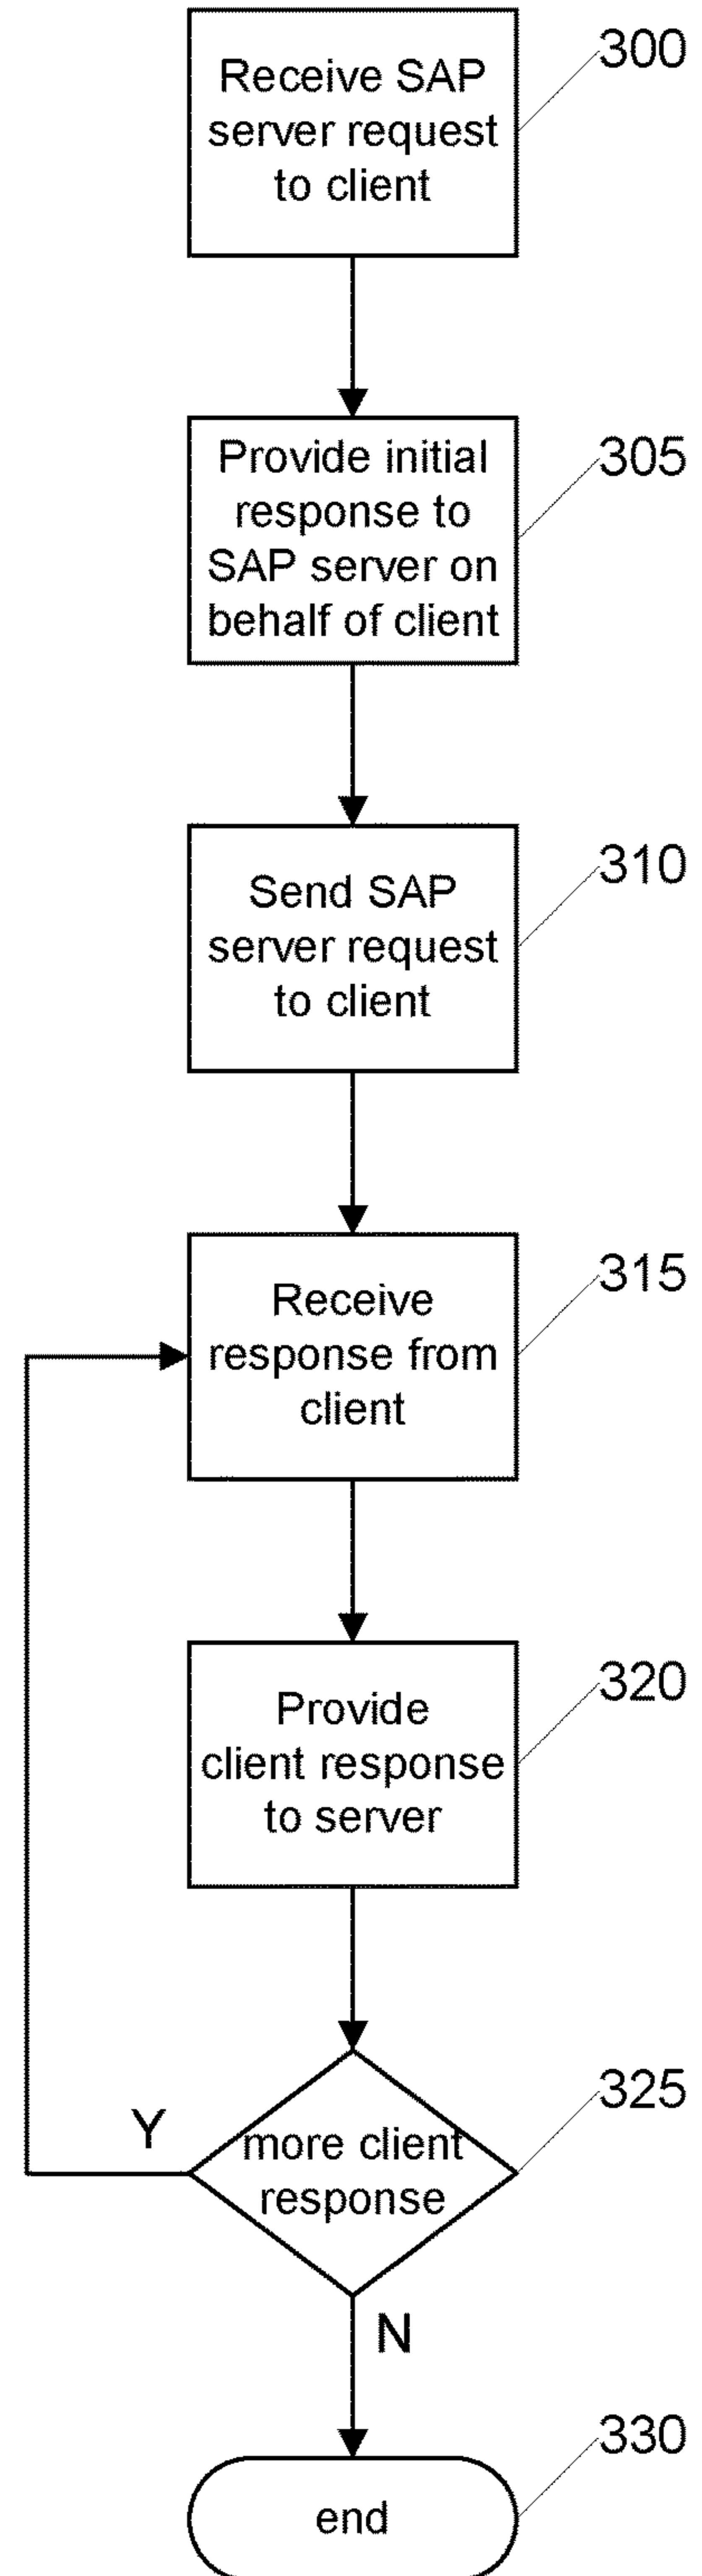 Receive SAP
server request
to client
300
Provide initial
response to
SAP server on
behalf of client
305
Send SAP
server request
to client
310
Receive
response from
client
315
Provide
client response
to server
320
more client
response
325
Y
N
end
330